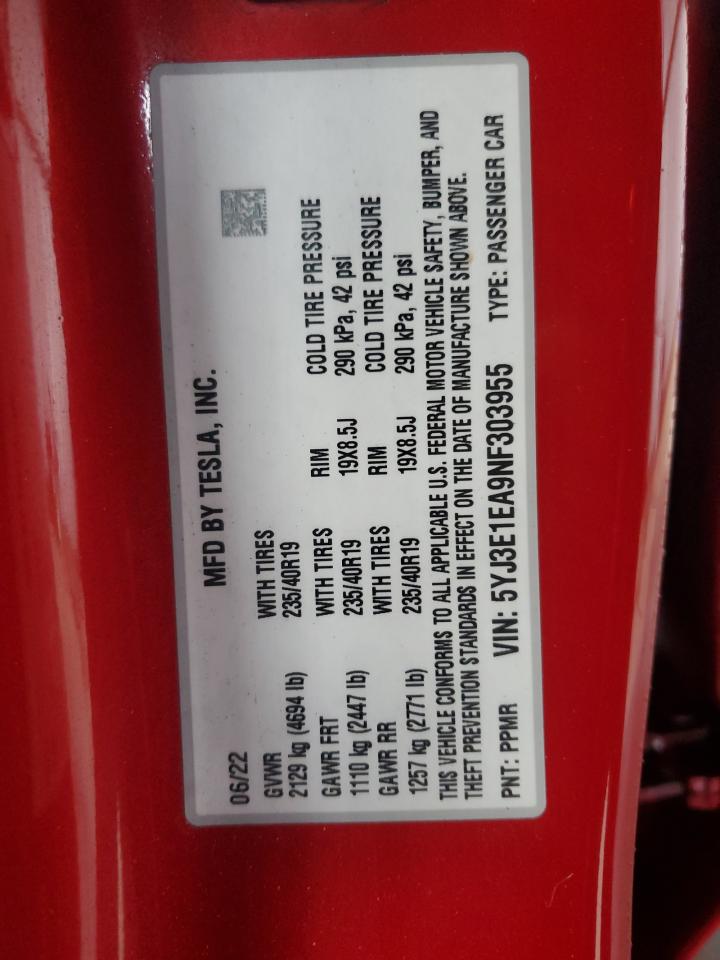 MFD BY TESLA, INC.
06/22
GVWR WITH TIRES
2129 kg (4694 lb) 235/40R19
GAWR FRT WITH TIRES RIM COLD TIRE PRESSURE
1110 kg (2447 lb) 235/40R19 19X8.5J 290 kPa, 42 psi
GAWR RR WITH TIRES RIM COLD TIRE PRESSURE
1257 kg (2771 lb) 235/40R19 19X8.5J 290 kPa, 42 psi
THIS VEHICLE CONFORMS TO ALL APPLICABLE U.S. FEDERAL MOTOR VEHICLE SAFETY, BUMPER, AND
THEFT PREVENTION STANDARDS IN EFFECT ON THE DATE OF MANUFACTURE SHOWN ABOVE.
PNT: PPMR VIN: 5YJ3E1EA9NF303955 TYPE: PASSENGER CAR